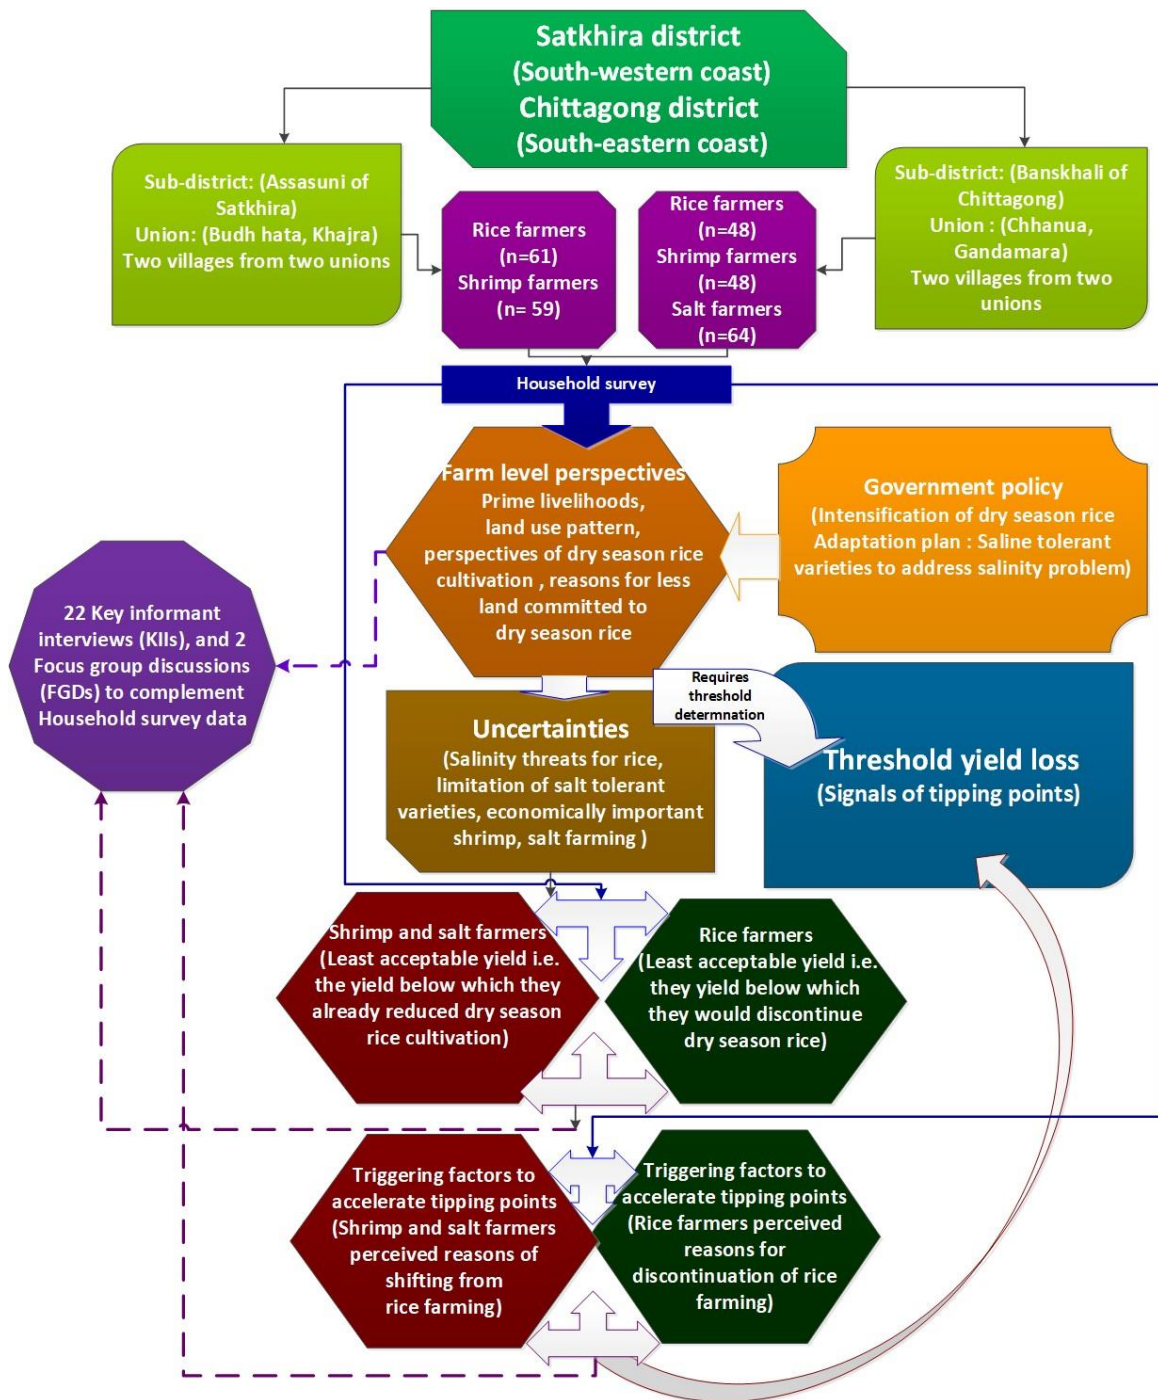 Satkhira district
(South-western coast)
Chittagong district
(South-eastern coast)
Sub-district: (Assasuni of
Satkhira)
Union: (Budh hata, Khajra)
Two villages from two unions
Rice farmers
(n=61)
Shrimp farmers
(n= 59)
Rice farmers
(n=48)
Shrimp farmers
(n=48)
Salt farmers
(n=64)
Sub-district: (Banskhali of
Chittagong)
Union : (Chhanua,
Gandamara)
Two villages from two
unions
Household survey
Farm level perspectives
Prime livelihoods,
land use pattern,
perspectives of dry season rice
cultivation , reasons for less
land committed to
dry season rice
Government policy
(Intensification of dry season rice
Adaptation plan : Saline tolerant
varieties to address salinity problem)
22 Key informant
interviews (KIIs), and 2
Focus group discussions
(FGDs) to complement
Household survey data
Requires
threshold
determnation
Uncertainties
(Salinity threats for rice,
limitation of salt tolerant
varieties, economically important
shrimp, salt farming )
Threshold yield loss
(Signals of tipping points)
Shrimp and salt farmers
(Least acceptable yield i.e.
the yield below which they
already reduced dry season
rice cultivation)
Rice farmers
(Least acceptable yield i.e.
they yield below which
they would discontinue
dry season rice)
Triggering factors to
accelerate tipping points
(Shrimp and salt farmers
perceived reasons of
shifting from
rice farming)
Triggering factors to
accelerate tipping points
(Rice farmers perceived
reasons for
discontinuation of rice
farming)